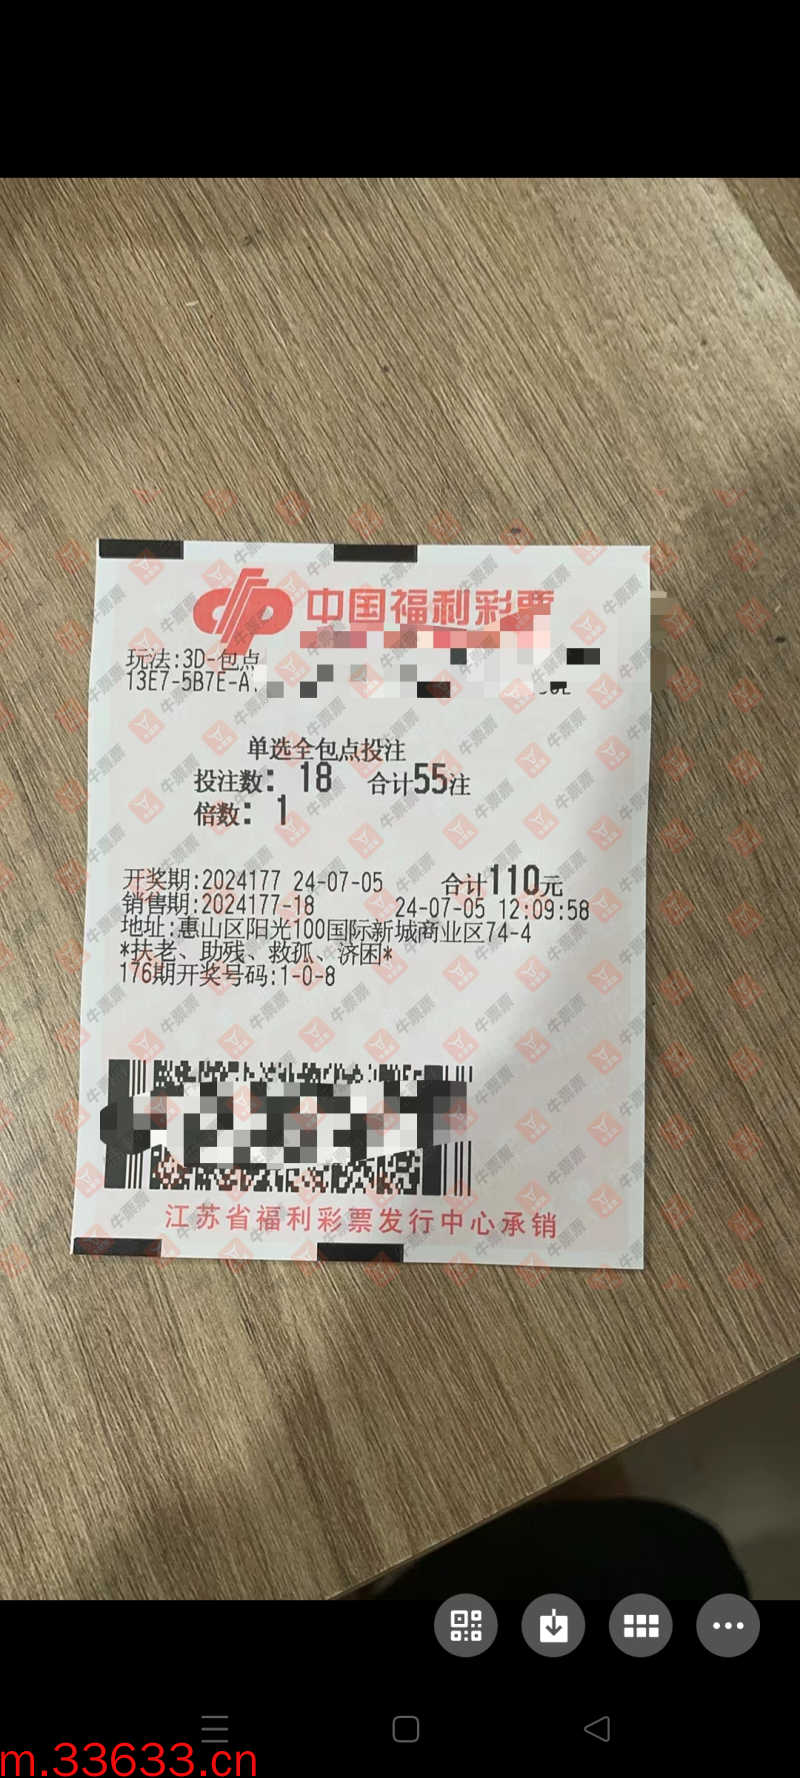 中国福利彩票
玩法:3D-包点
13E7-5B7E-A
单选全包点投注
投注数: 18 合计55注
倍数: 1
开奖期:2024177 24-07-05 合计110元
销售期:2024177-18 24-07-05 12:09:58
地址:惠山区阳光100国际新城商业区74-4
*扶老、助残、救孤、济困*
176期开奖号码:1-0-8
江苏省福利彩票发行中心承销
牛票票
m.33633.cn